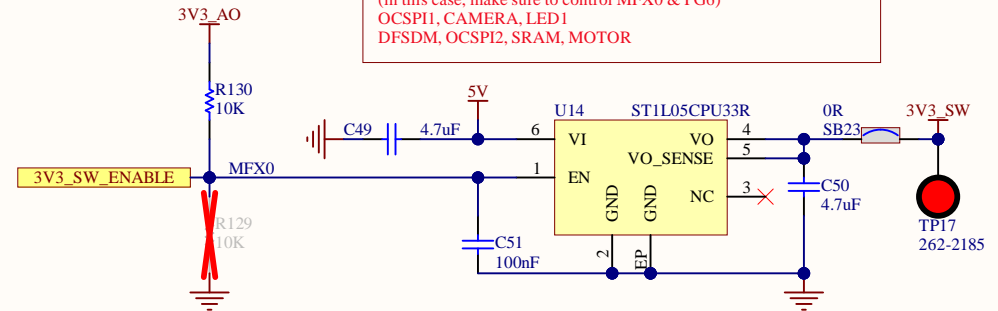 (in this case, make sure to control MFX0 & PG6)
OCSPI1, CAMERA, LED1
DFSDM, OCSPI2, SRAM, MOTOR
3V3_AO
R130
10K
3V3_SW_ENABLE
MFX0
R129
10K
C49
4.7uF
5V
U14
ST1L05CPU33R
6
VI
1
EN
VO
4
VO_SENSE
5
NC
3
GND
GND
2
EP
C51
100nF
C50
4.7uF
0R
SB23
3V3_SW
TP17
262-2185